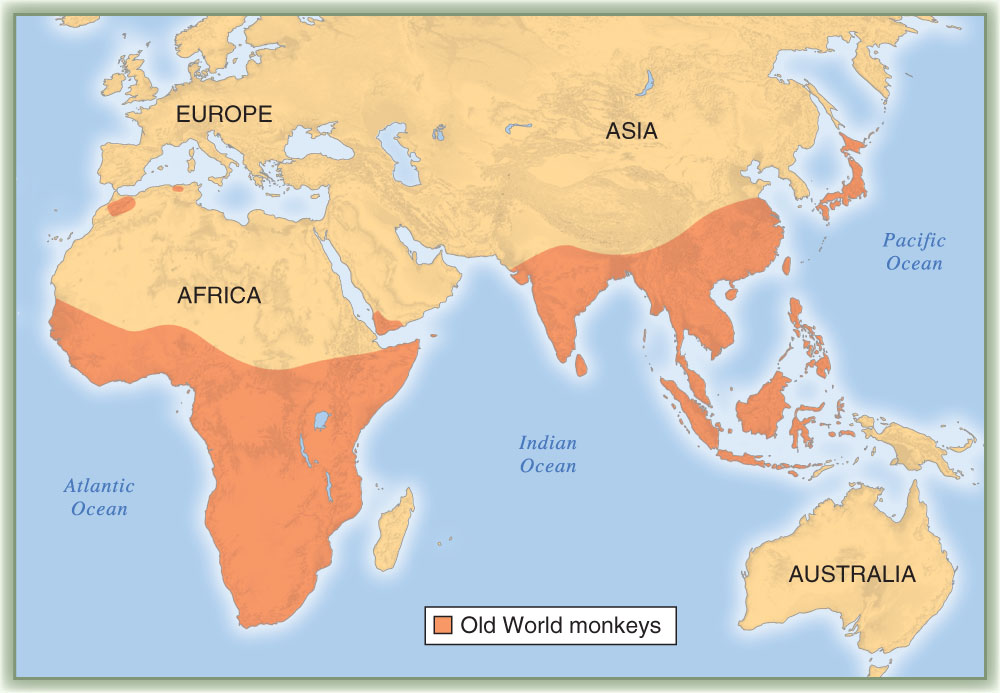 EUROPE
ASIA
Pacific
Ocean
AFRICA
Indian
Ocean
Atlantic
Ocean
AUSTRALIA
Old World monkeys